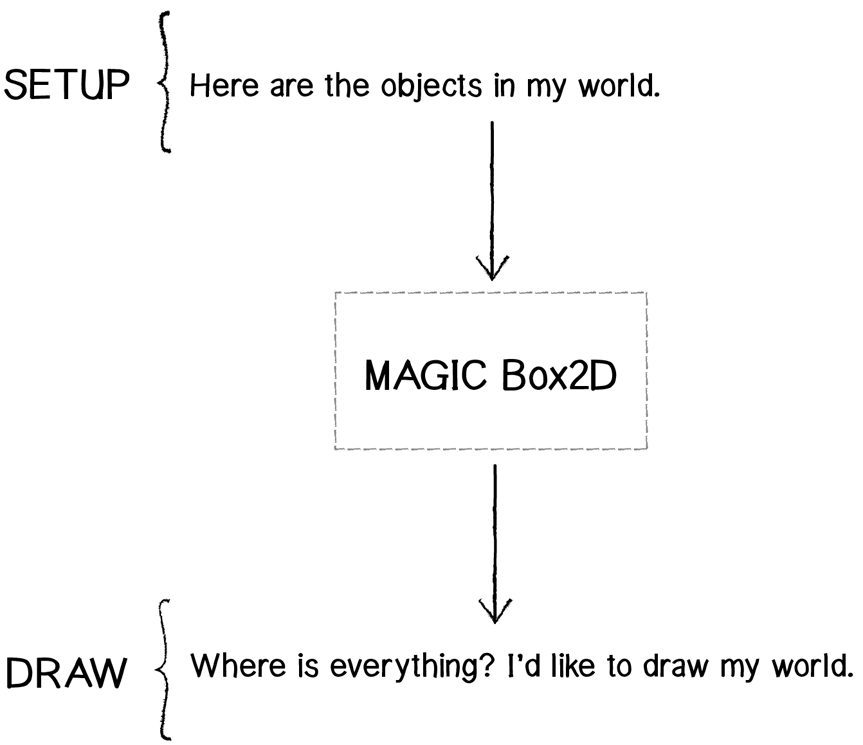 SETUP
Here are the objects in my world.
MAGIC Box2D
DRAW
Where is everything? I'd like to draw my world.